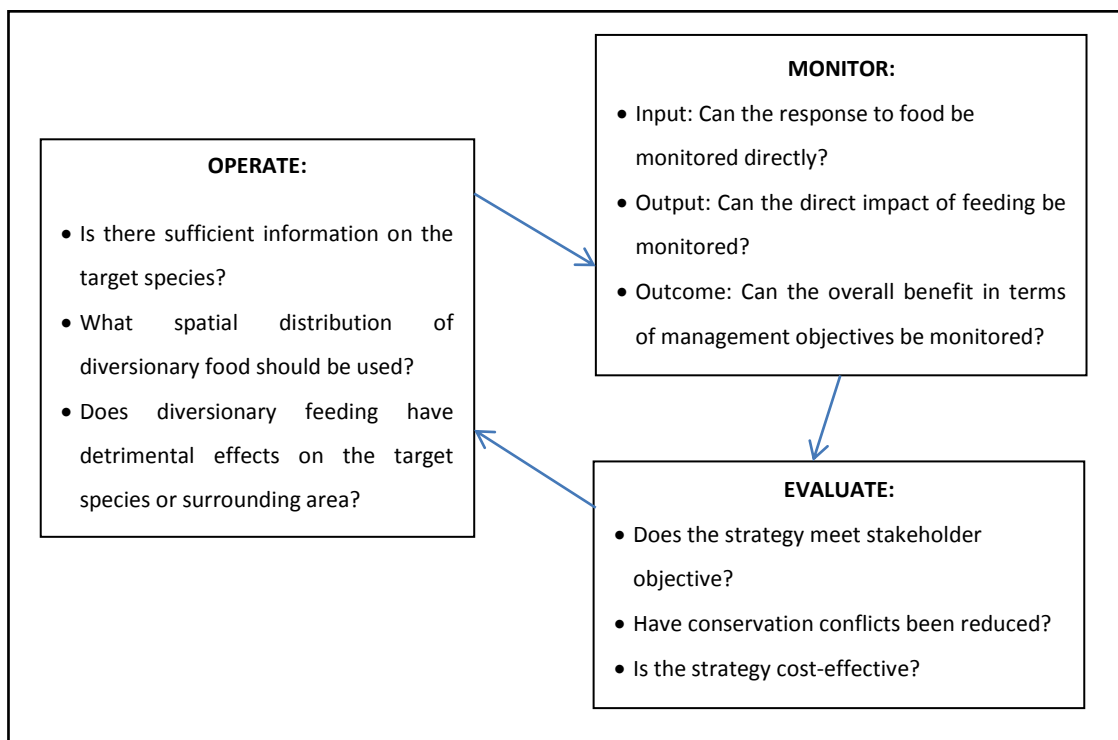 OPERATE:
• Is there sufficient information on the
target species?
• What spatial distribution of
diversionary food should be used?
• Does diversionary feeding have
detrimental effects on the target
species or surrounding area?
MONITOR:
• Input: Can the response to food be
monitored directly?
• Output: Can the direct impact of feeding be
monitored?
• Outcome: Can the overall benefit in terms
of management objectives be monitored?
EVALUATE:
• Does the strategy meet stakeholder
objective?
• Have conservation conflicts been reduced?
• Is the strategy cost-effective?